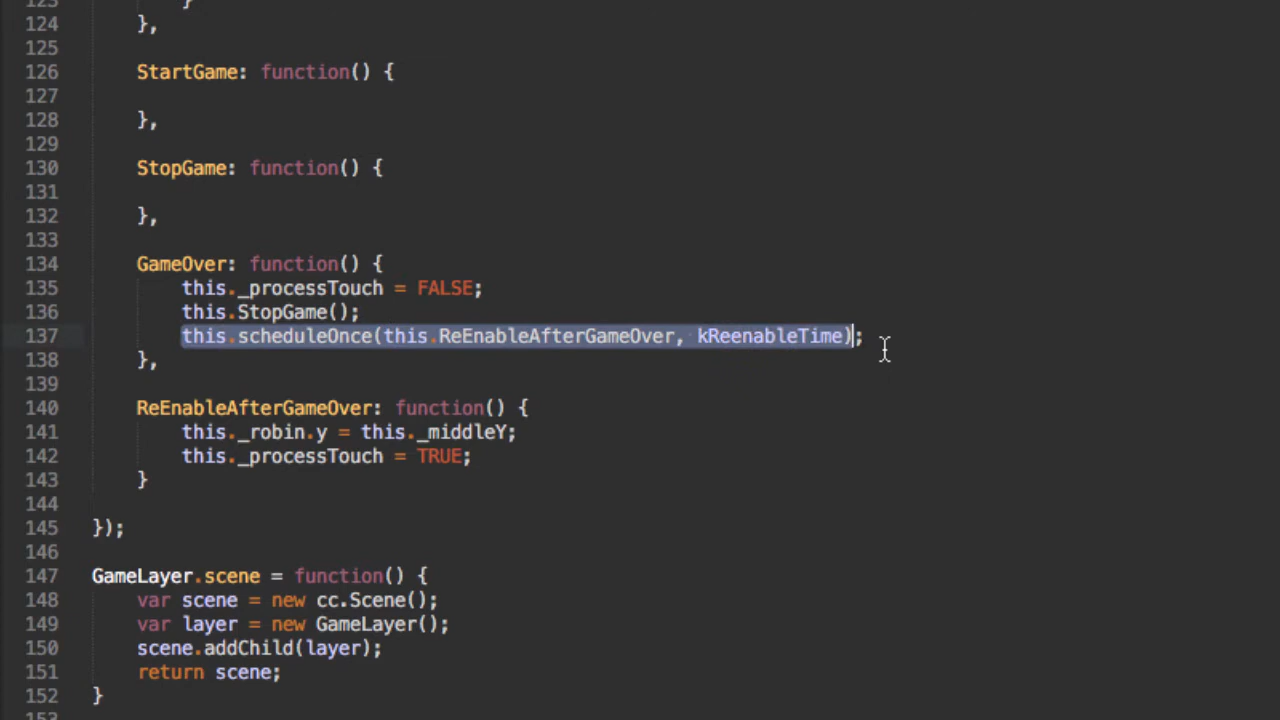 123 }
124 },
125
126 StartGame: function() {
127
128 },
129
130 StopGame: function() {
131
132 },
133
134 GameOver: function() {
135 this._processTouch = FALSE;
136 this.StopGame();
137 this.scheduleOnce(this.ReEnableAfterGameOver, kReenableTime);
138 },
139
140 ReEnableAfterGameOver: function() {
141 this._robin.y = this._middleY;
142 this._processTouch = TRUE;
143 }
144
145 });
146
147 GameLayer.scene = function() {
148 var scene = new cc.Scene();
149 var layer = new GameLayer();
150 scene.addChild(layer);
151 return scene;
152 }
153